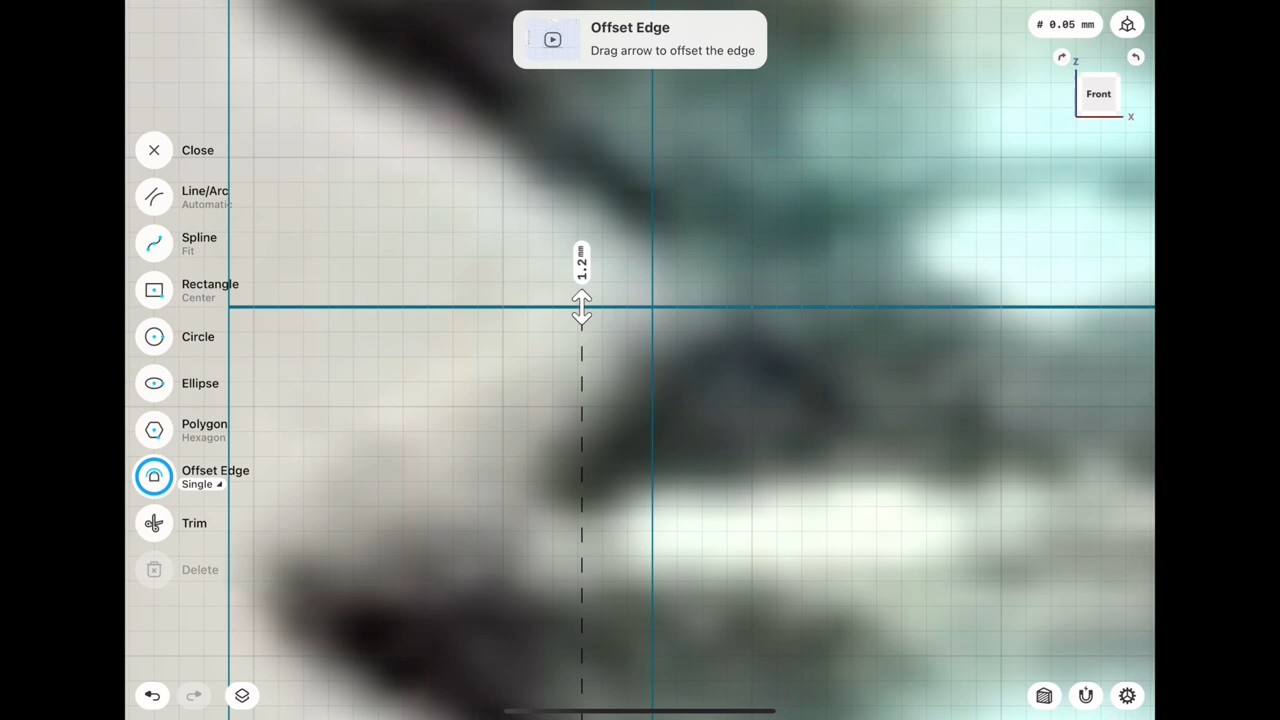 Offset Edge
Drag arrow to offset the edge
# 0.05 mm
Z
Front
X
Close
Line/Arc
Automatic
Spline
Fit
Rectangle
Center
Circle
Ellipse
Polygon
Hexagon
Offset Edge
Single
Trim
Delete
1.2 mm